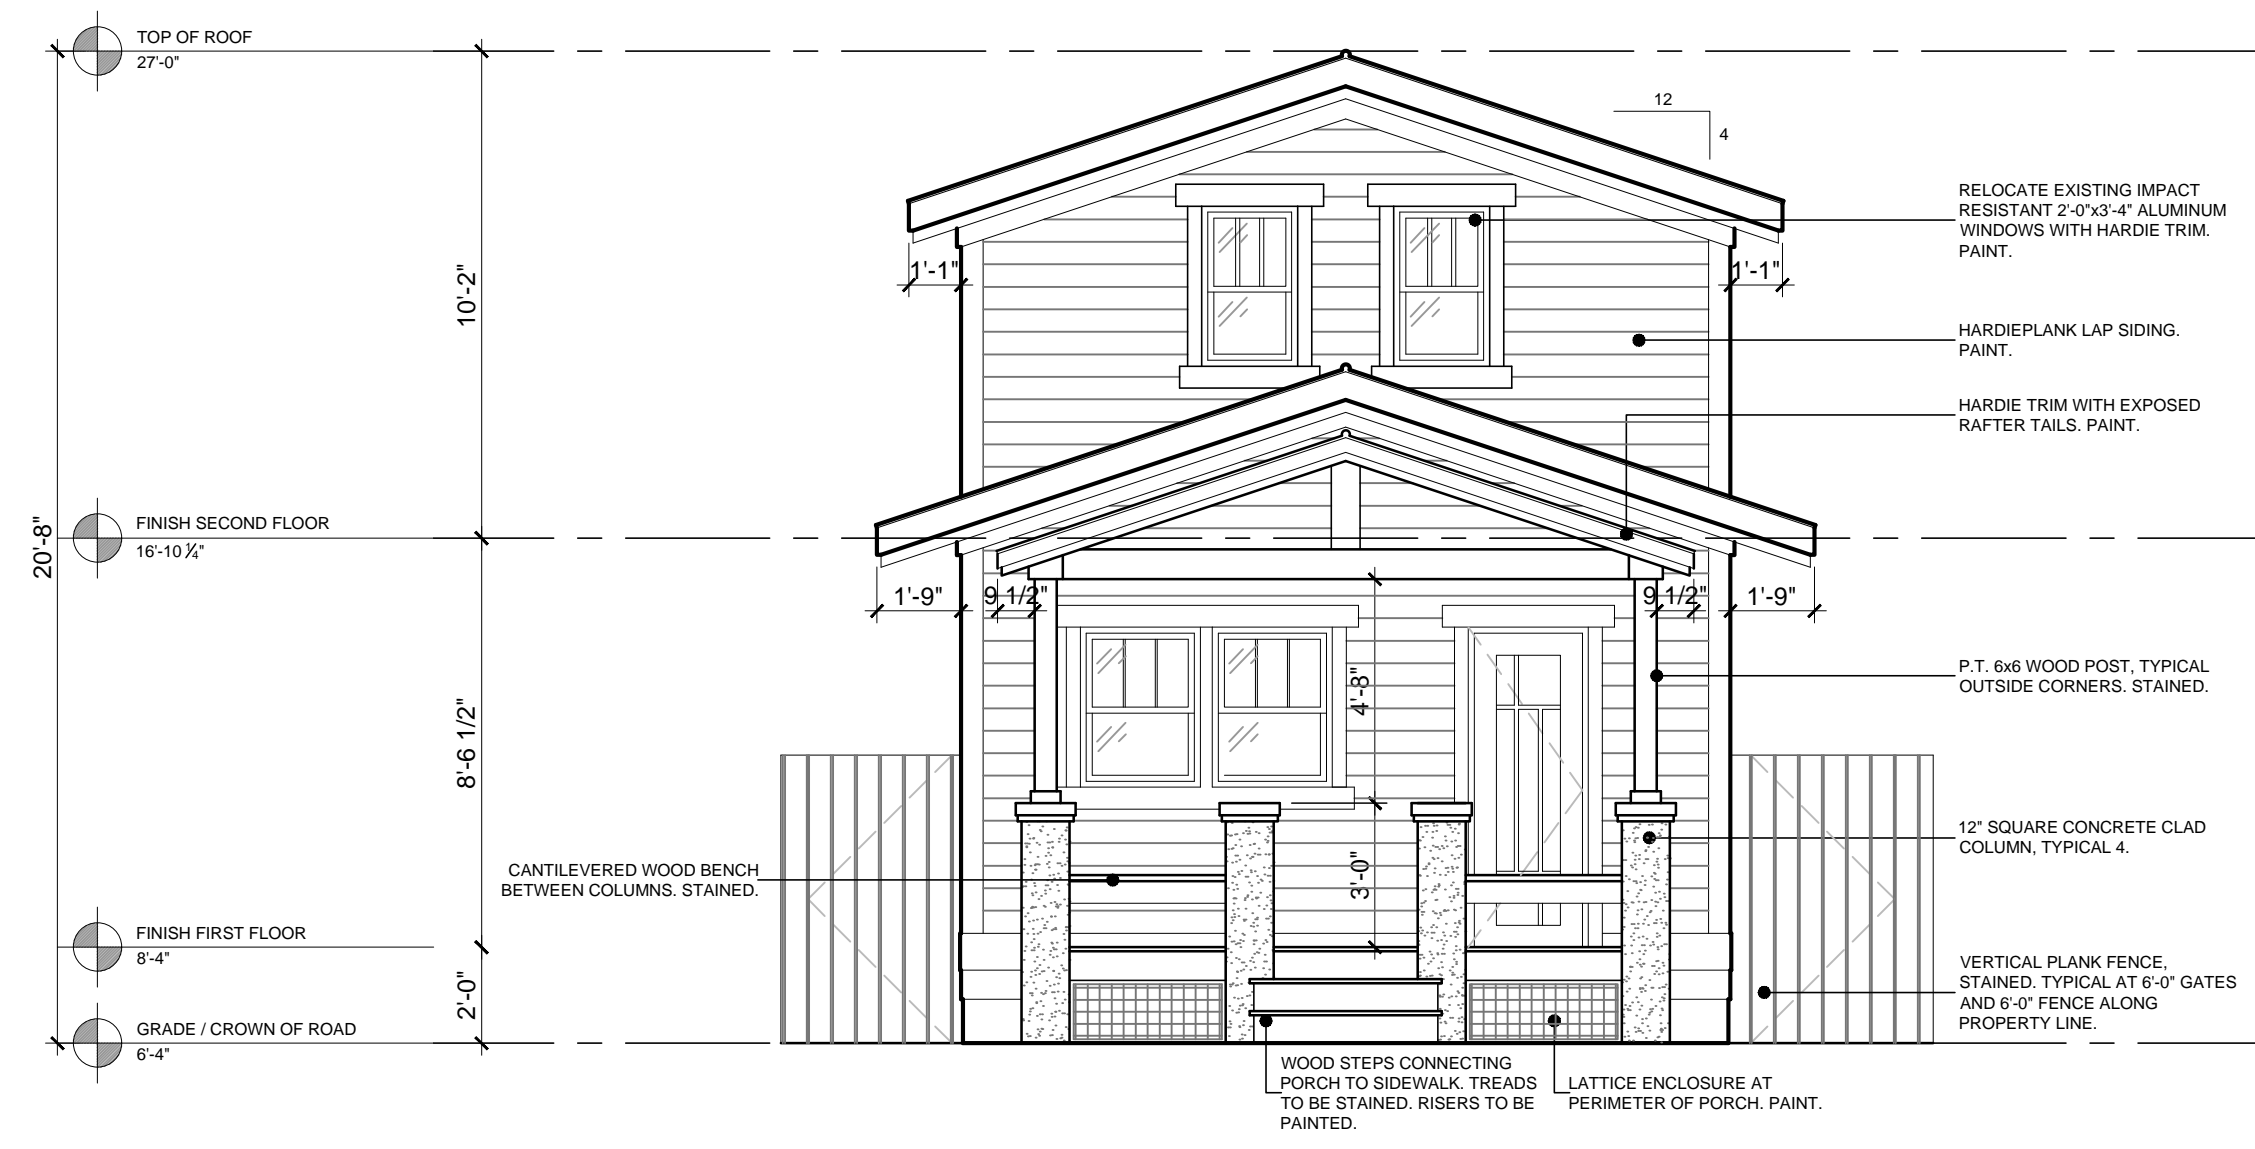 TOP OF ROOF
27'-0"
12
4
RELOCATE EXISTING IMPACT
RESISTANT 2'-0"x3'-4" ALUMINUM
WINDOWS WITH HARDIE TRIM.
PAINT.
1'-1"
1'-1"
10'-2"
HARDIEPLANK LAP SIDING.
PAINT.
HARDIE TRIM WITH EXPOSED
RAFTER TAILS. PAINT.
FINISH SECOND FLOOR
16'-10 ¼"
20'-8"
1'-9"
9 1/2"
9 1/2"
1'-9"
4'-8"
P.T. 6x6 WOOD POST, TYPICAL
OUTSIDE CORNERS. STAINED.
8'-6 1/2"
12" SQUARE CONCRETE CLAD
COLUMN, TYPICAL 4.
CANTILEVERED WOOD BENCH
BETWEEN COLUMNS. STAINED.
3'-0"
FINISH FIRST FLOOR
8'-4"
2'-0"
VERTICAL PLANK FENCE,
STAINED. TYPICAL AT 6'-0" GATES
AND 6'-0" FENCE ALONG
PROPERTY LINE.
GRADE / CROWN OF ROAD
6'-4"
WOOD STEPS CONNECTING
PORCH TO SIDEWALK. TREADS
TO BE STAINED. RISERS TO BE
PAINTED.
LATTICE ENCLOSURE AT
PERIMETER OF PORCH. PAINT.